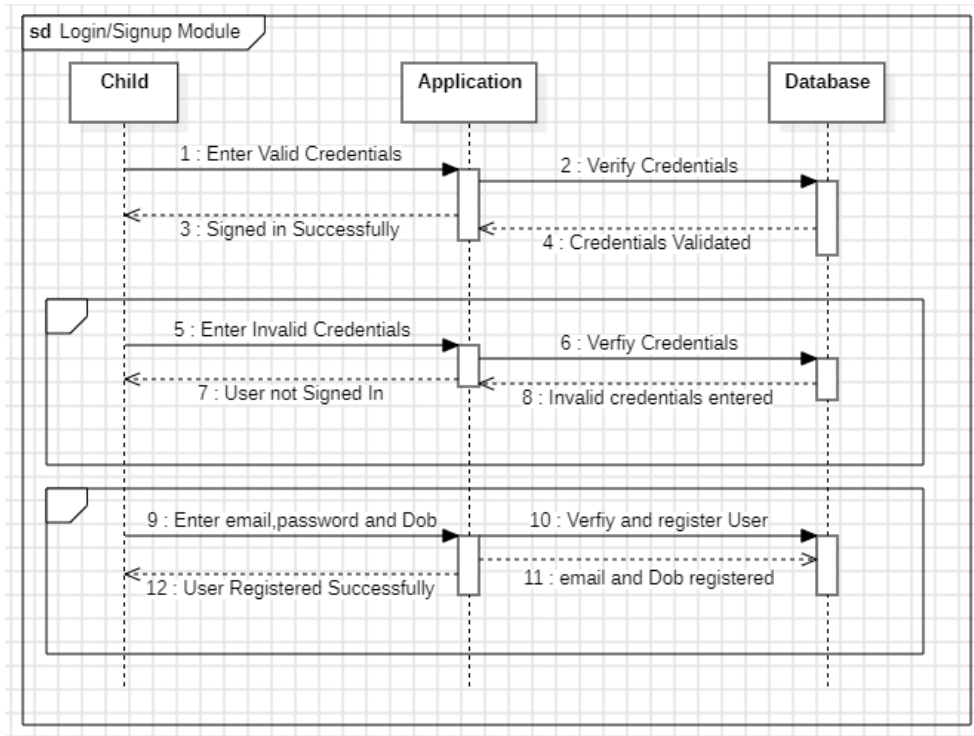 sd Login/Signup Module
Child
Application
Database
1 : Enter Valid Credentials
2 : Verify Credentials
3 : Signed in Successfully
4 : Credentials Validated
5 : Enter Invalid Credentials
6 : Verfiy Credentials
7 : User not Signed In
8 : Invalid credentials entered
9 : Enter email,password and Dob
10 : Verfiy and register User
11 : email and Dob registered
12 : User Registered Successfully